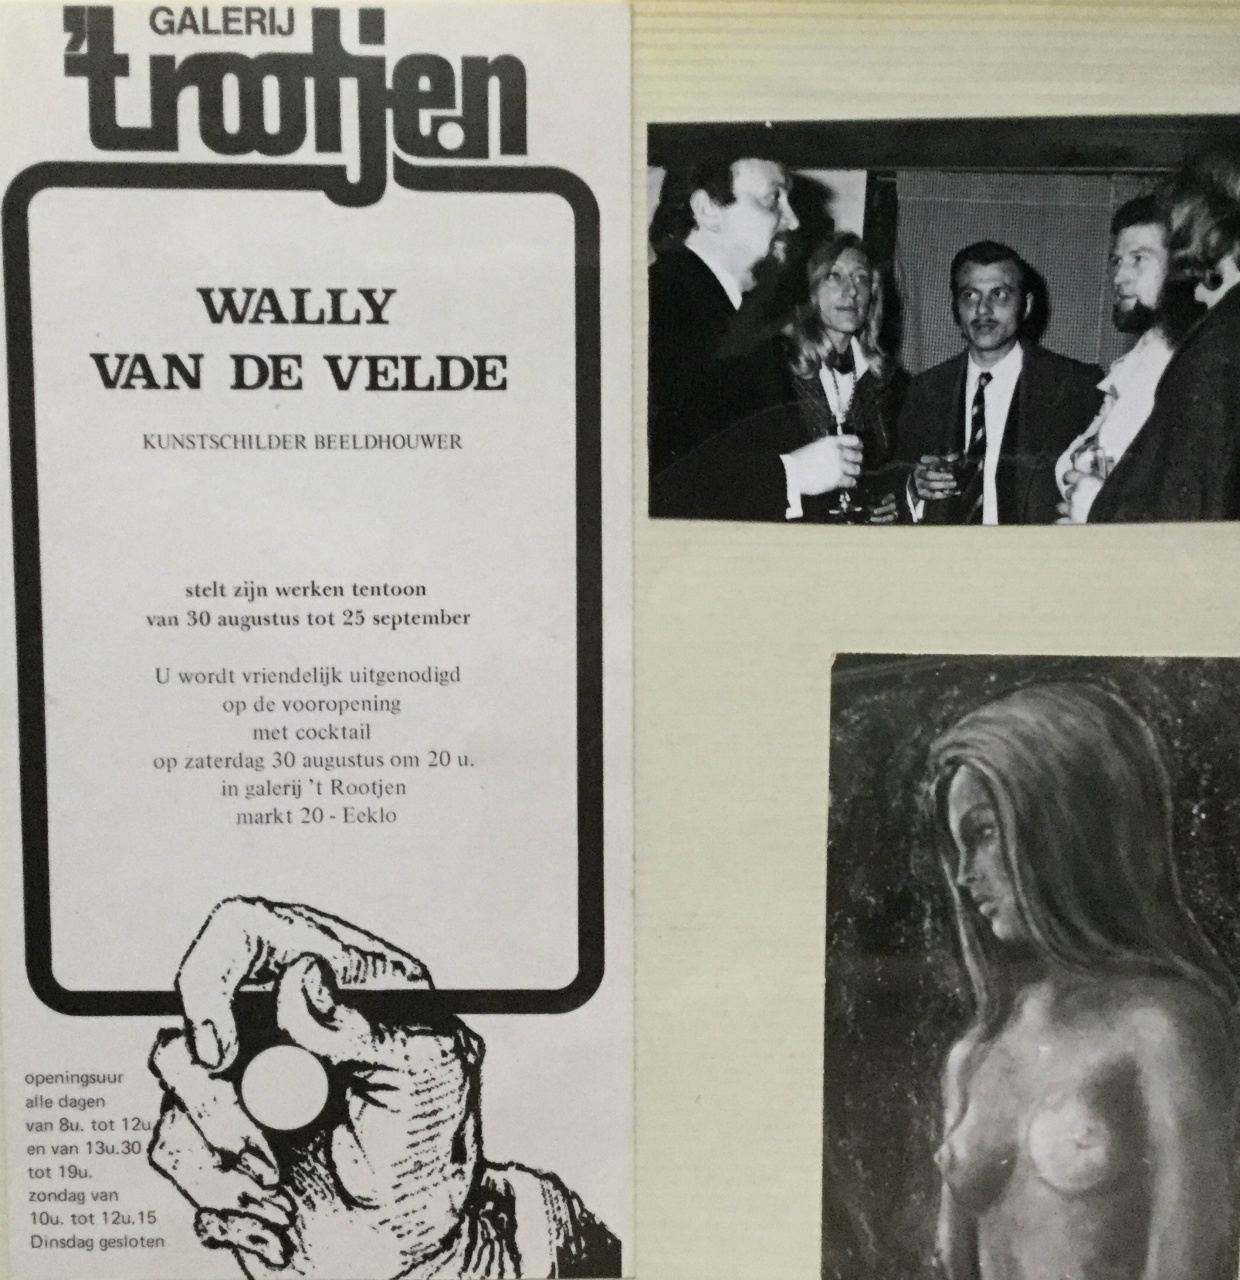 GALERIJ
't rootjen
WALLY
VAN DE VELDE
KUNSTSCHILDER BEELDHOUWER
stelt zijn werken tentoon
van 30 augustus tot 25 september
U wordt vriendelijk uitgenodigd
op de vooropening
met cocktail
op zaterdag 30 augustus om 20 u.
in galerij 't Rootjen
markt 20 - Eeklo
openingsuur
alle dagen
van 8u. tot 12u.
en van 13u.30
tot 19u.
zondag van
10u. tot 12u.15
Dinsdag gesloten